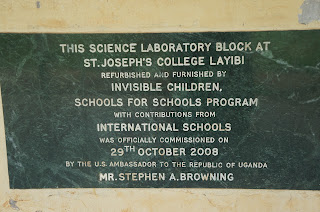 THIS SCIENCE LABORATORY BLOCK AT
ST. JOSEPH'S COLLEGE LAYIBI
REFURBISHED AND FURNISHED BY
INVISIBLE CHILDREN,
SCHOOLS FOR SCHOOLS PROGRAM
WITH CONTRIBUTIONS FROM
INTERNATIONAL SCHOOLS
WAS OFFICIALLY COMMISSIONED ON
29TH OCTOBER 2008
BY THE U.S. AMBASSADOR TO THE REPUBLIC OF UGANDA
MR. STEPHEN A. BROWNING